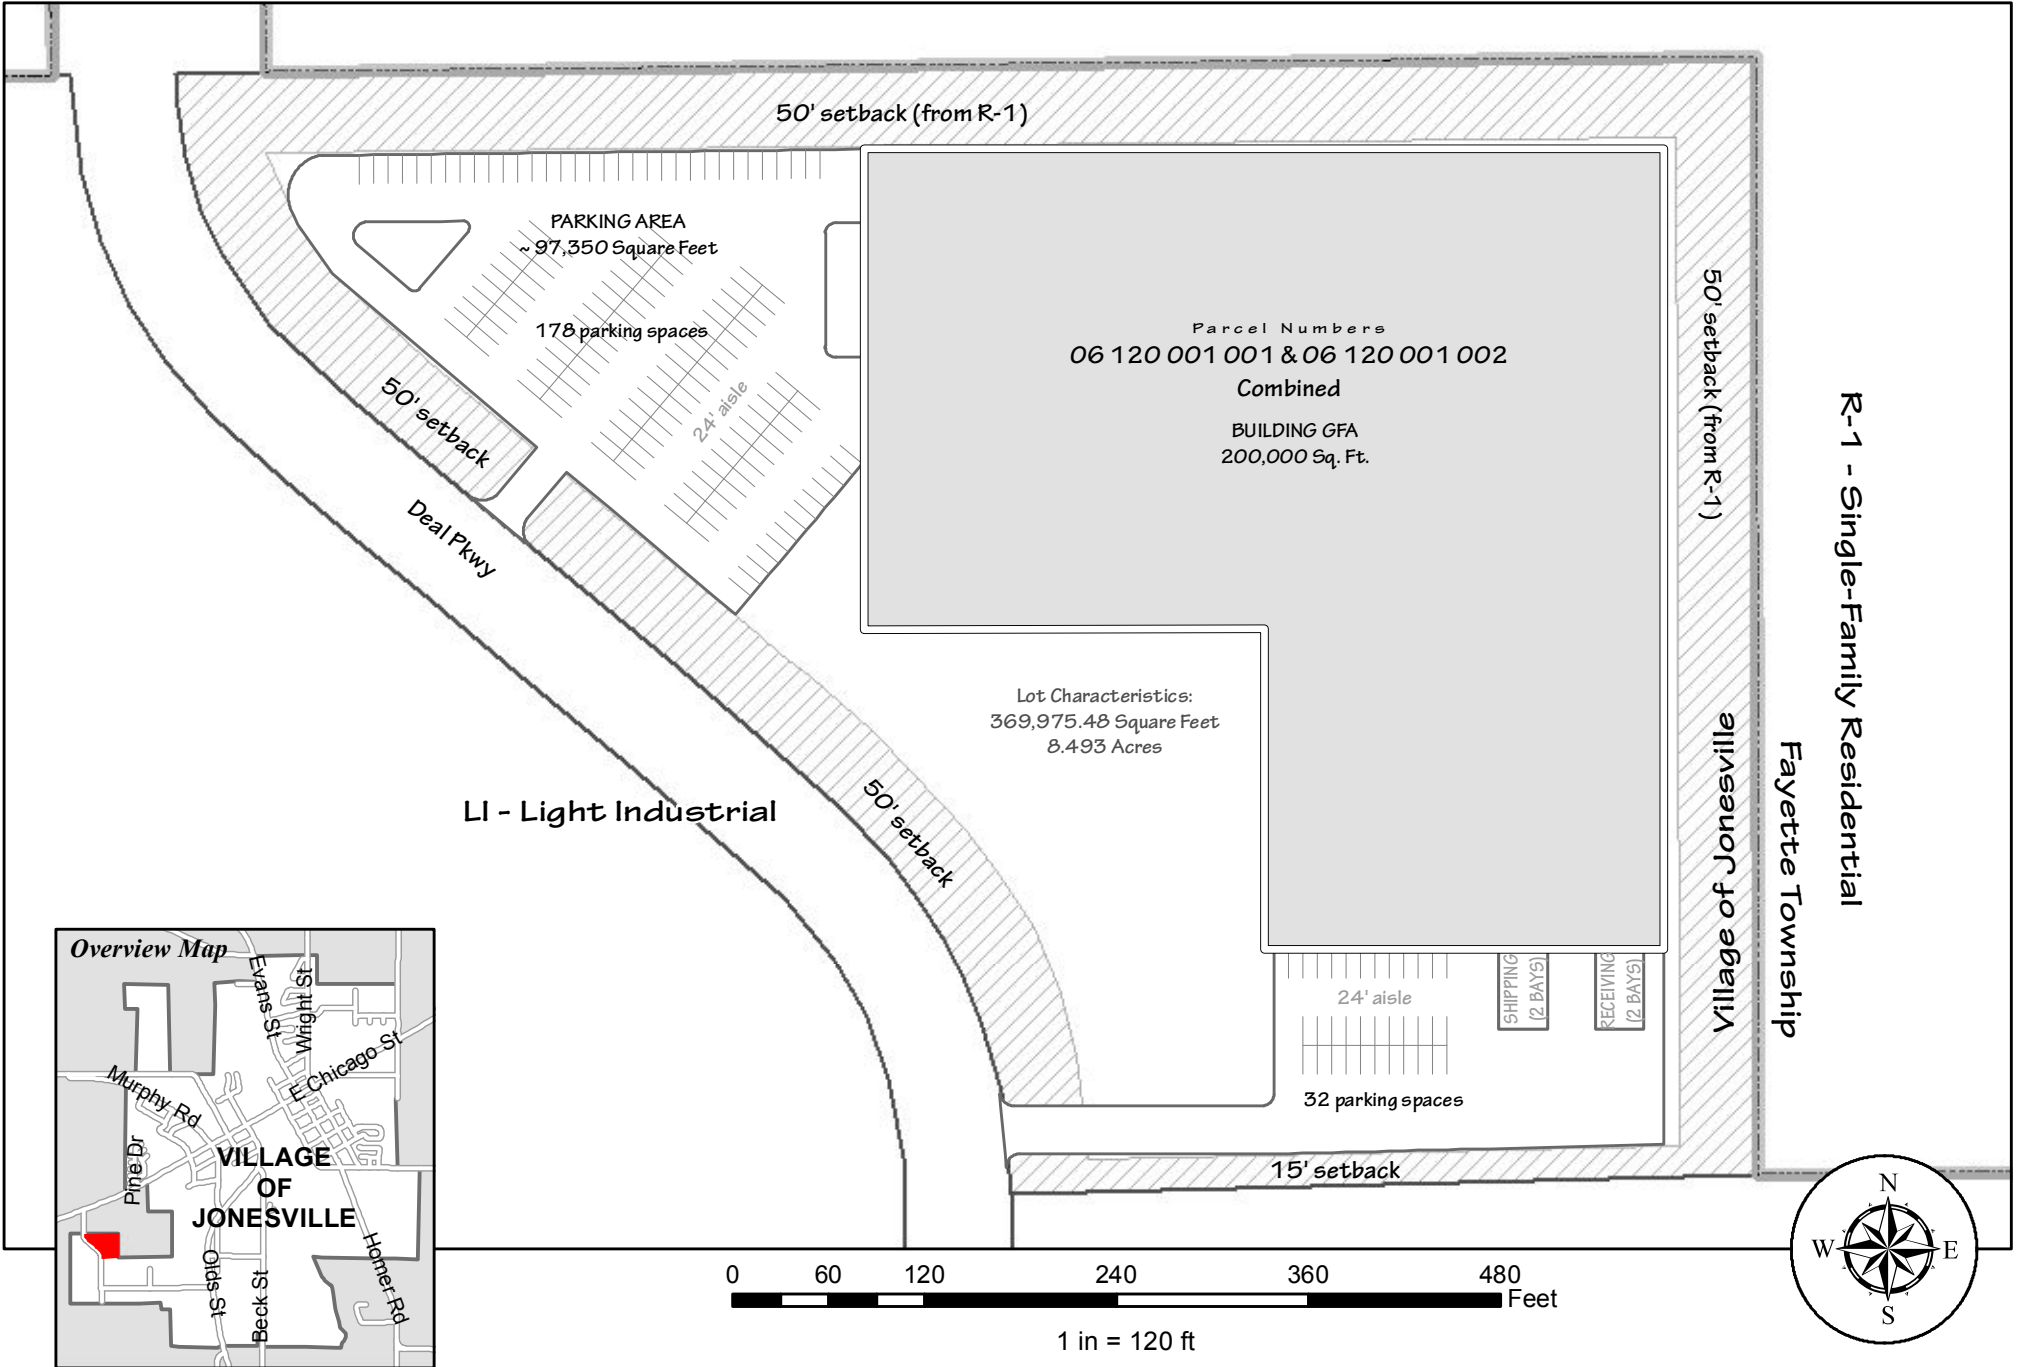 50' setback (from R-1)
PARKING AREA
~ 97,350 Square Feet
178 parking spaces
24' aisle
50' setback
Deal Pkwy
Parcel Numbers
06 120 001 001 & 06 120 001 002
Combined
BUILDING GFA
200,000 Sq. Ft.
50' setback (from R-1)
R-1 - Single-Family Residential
Fayette Township
Village of Jonesville
Lot Characteristics:
369,975.48 Square Feet
8.493 Acres
LI - Light Industrial
50' setback
SHIPPING
(2 BAYS)
RECEIVING
(2 BAYS)
24' aisle
32 parking spaces
15' setback
Overview Map
Evans St
Wright St
E Chicago St
Murphy Rd
Pine Dr
VILLAGE
OF
JONESVILLE
Olds St
Beck St
Homer Rd
0 60 120 240 360 480
Feet
1 in = 120 ft
N
W
E
S